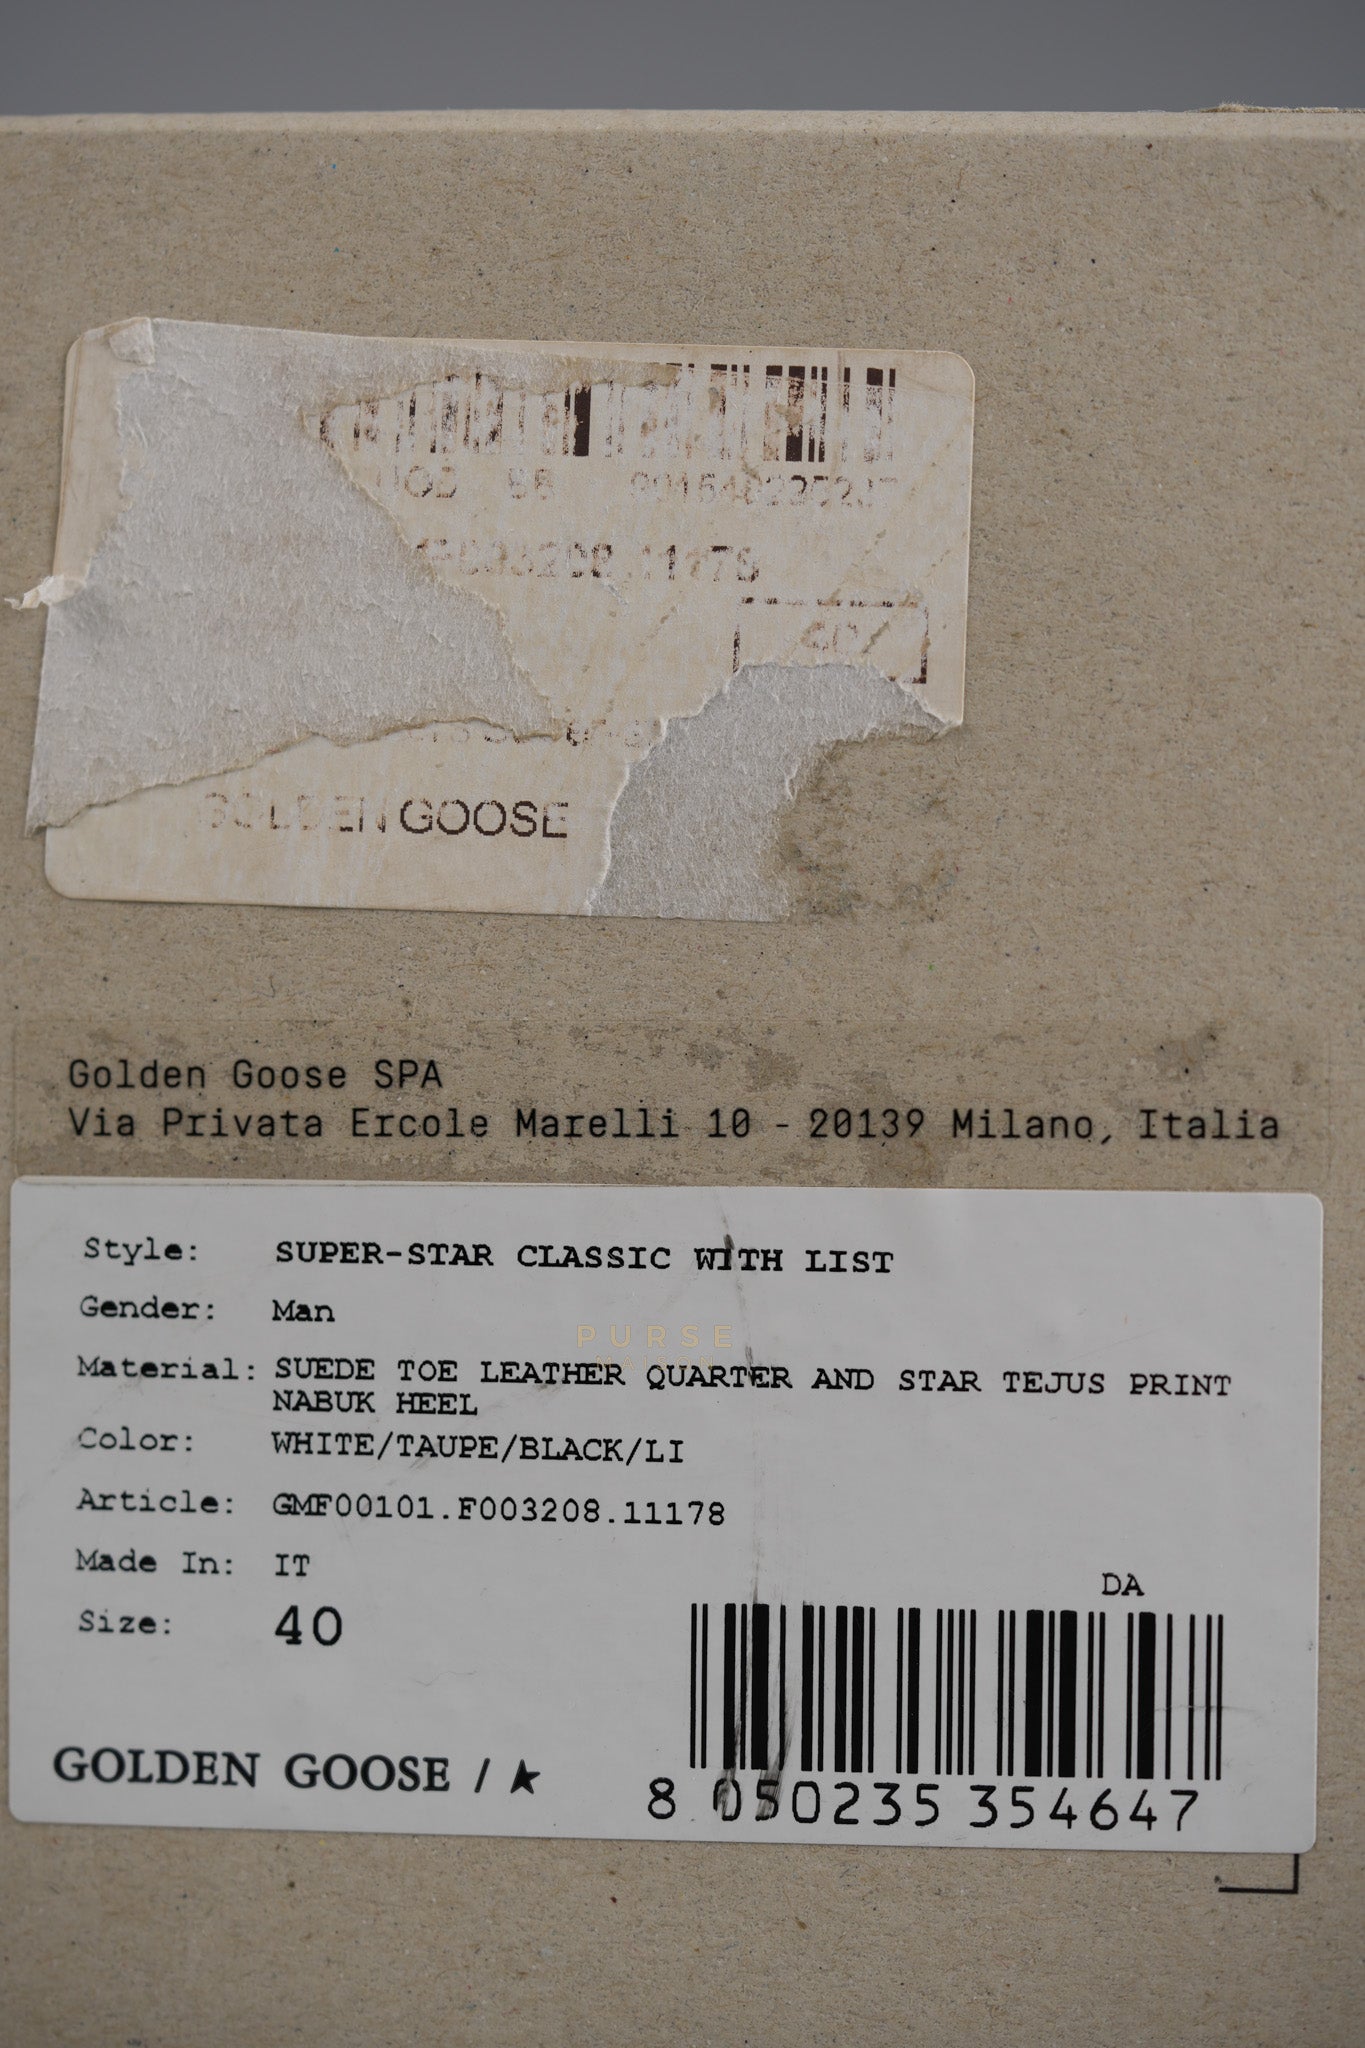 GOLDEN GOOSE
Golden Goose SPA
Via Privata Ercole Marelli 10 - 20139 Milano, Italia
Style: SUPER-STAR CLASSIC WITH LIST
Gender: Man
PURSE
MAISON
Material: SUEDE TOE LEATHER QUARTER AND STAR TEJUS PRINT
NABUK HEEL
Color: WHITE/TAUPE/BLACK/LI
Article: GMF00101.F003208.11178
Made In: IT
DA
Size: 40
GOLDEN GOOSE /
8 050235 354647